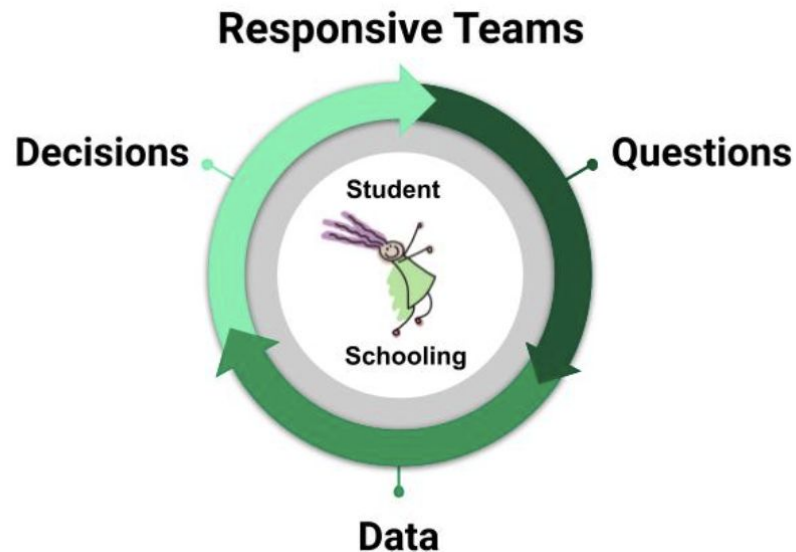 Responsive Teams
Decisions
Questions
Student
Schooling
Data